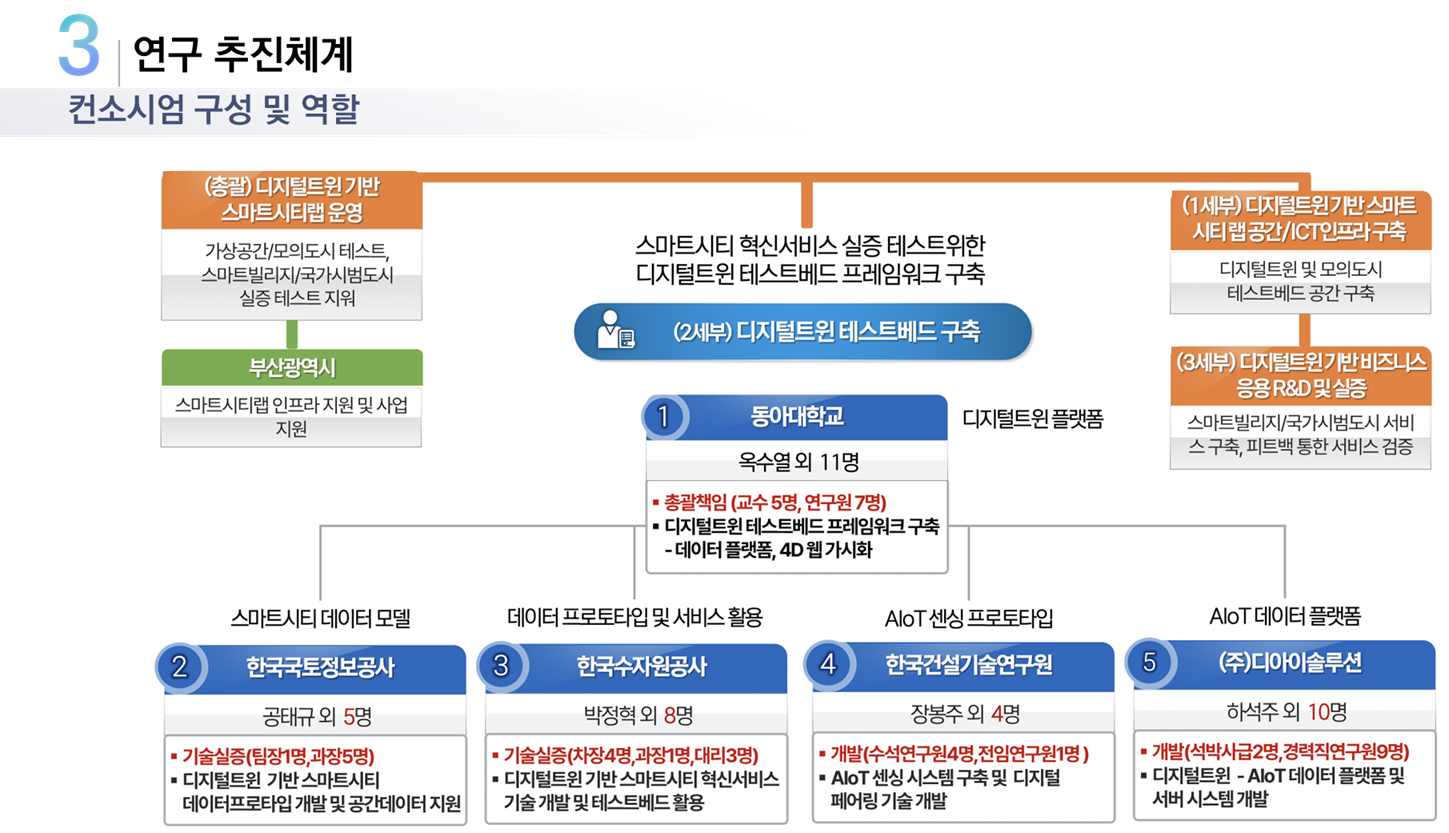 3 연구 추진체계
컨소시엄 구성 및 역할
(총괄) 디지털트윈 기반
스마트시티랩 운영
가상공간/모의도시 테스트,
스마트빌리지/국가시범도시
실증 테스트 지워
부산광역시
스마트시티랩 인프라 지원 및 사업
지원
스마트시티 혁신서비스 실증 테스트위한
디지털트윈 테스트베드 프레임워크 구축
(2세부) 디지털트윈 테스트베드 구축
(1세부) 디지털트윈 기반 스마트
시티 랩 공간/ICT인프라 구축
디지털트윈 및 모의도시
테스트베드 공간 구축
(3세부) 디지털트윈 기반 비즈니스
응용 R&D 및 실증
스마트빌리지/국가시범도시 서비
스 구축, 피트백 통한 서비스 검증
1 동아대학교
디지털트윈 플랫폼
옥수열 외 11명
▪ 총괄책임 (교수 5명, 연구원 7명)
▪ 디지털트윈 테스트베드 프레임워크 구축
- 데이터 플랫폼, 4D 웹 가시화
스마트시티 데이터 모델
2 한국국토정보공사
공태규 외 5명
▪ 기술실증(팀장1명,과장5명)
▪ 디지털트윈 기반 스마트시티
데이터프로타입 개발 및 공간데이터 지원
데이터 프로토타입 및 서비스 활용
3 한국수자원공사
박정혁 외 8명
▪ 기술실증(차장4명,과장1명,대리3명)
▪ 디지털트윈 기반 스마트시티 혁신서비스
기술 개발 및 테스트베드 활용
AIoT 센싱 프로토타입
4 한국건설기술연구원
장봉주 외 4명
▪ 개발(수석연구원4명,전임연구원1명 )
▪ AIoT 센싱 시스템 구축 및 디지털
페어링 기술 개발
AIoT 데이터 플랫폼
5 (주)디아이솔루션
하석주 외 10명
▪ 개발(석박사급2명,경력직연구원9명)
▪ 디지털트윈 - AIoT 데이터 플랫폼 및
서버 시스템 개발